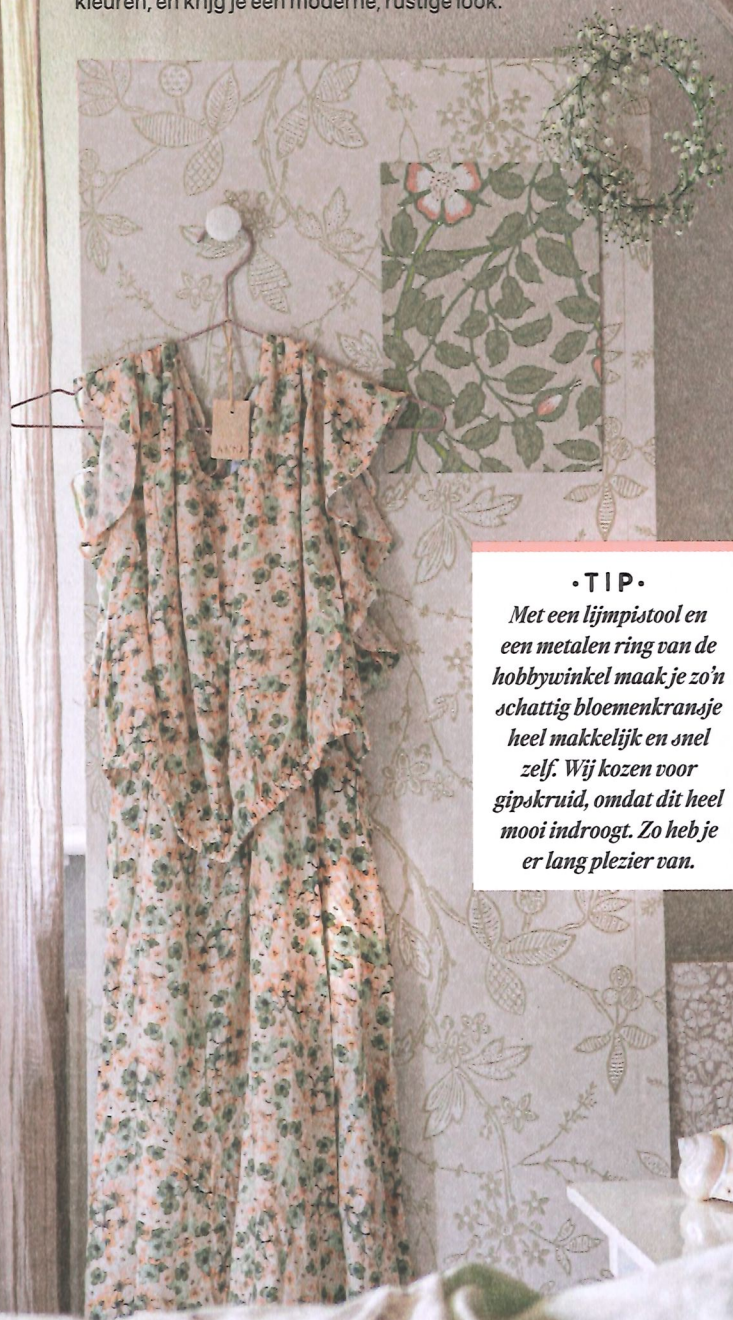 kleuren, en krijg je een moderne, rustige look.
•TIP•
Met een lijmpistool en
een metalen ring van de
hobbywinkel maak je zo'n
schattig bloemenkransje
heel makkelijk en snel
zelf. Wij kozen voor
gipskruid, omdat dit heel
mooi indroogt. Zo heb je
er lang plezier van.